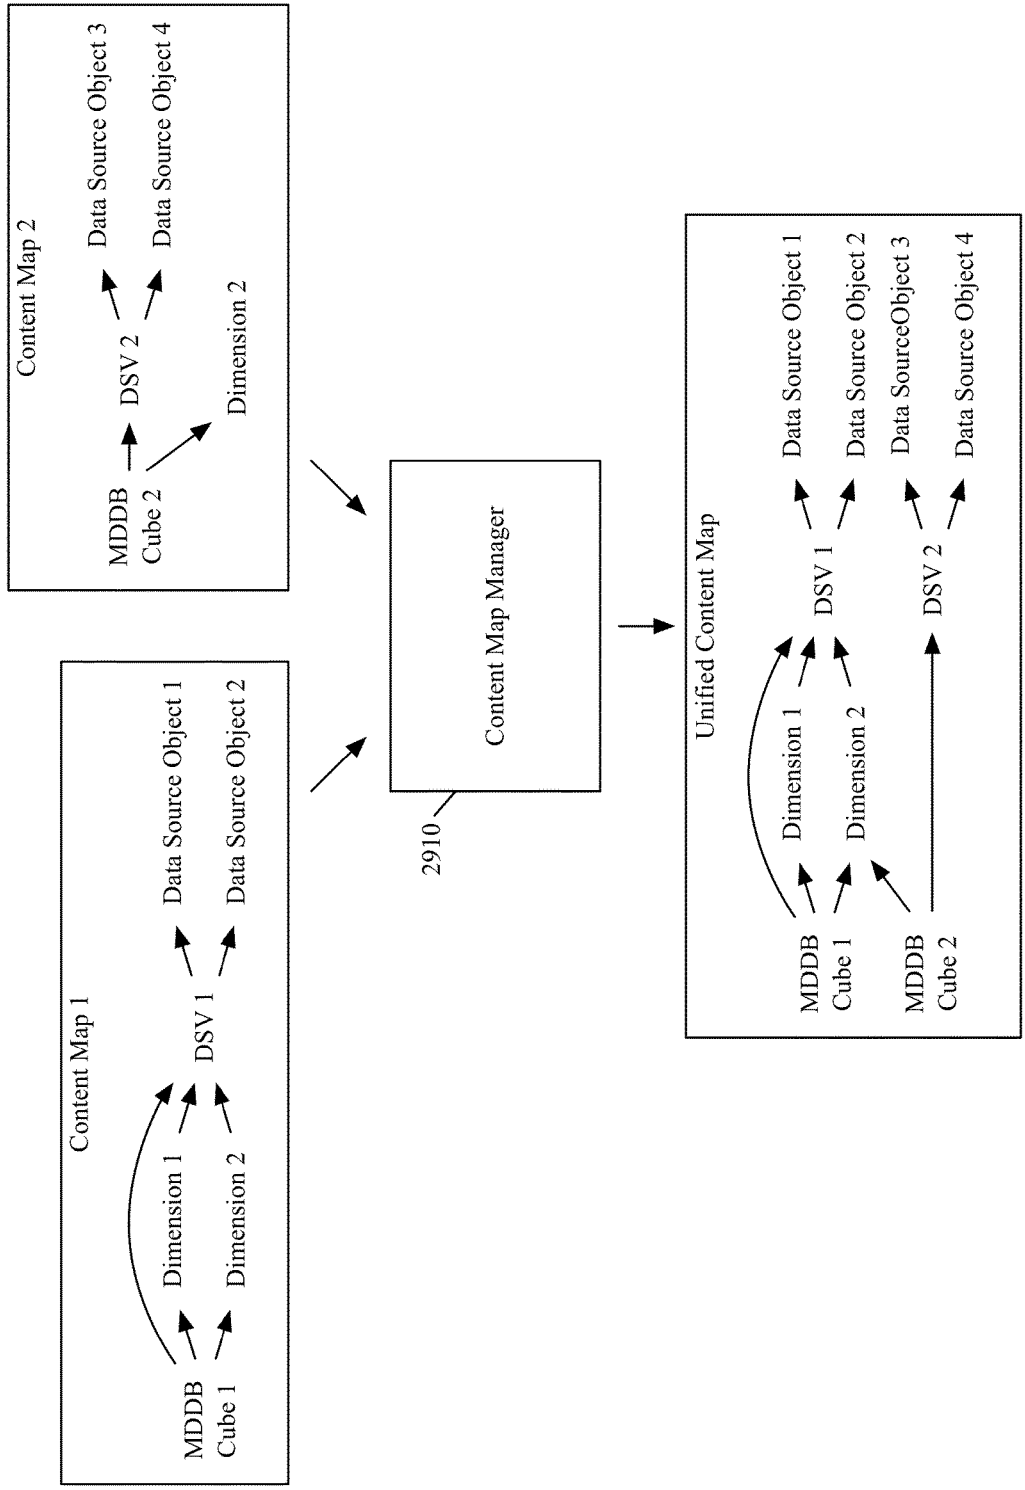 Content Map 1
MDDB
Cube 1
Dimension 1
Dimension 2
DSV 1
Data Source Object 1
Data Source Object 2
Content Map 2
MDDB
Cube 2
DSV 2
Dimension 2
Data Source Object 3
Data Source Object 4
2910
Content Map Manager
Unified Content Map
MDDB
Cube 1
MDDB
Cube 2
Dimension 1
Dimension 2
DSV 1
DSV 2
Data Source Object 1
Data Source Object 2
Data SourceObject 3
Data Source Object 4